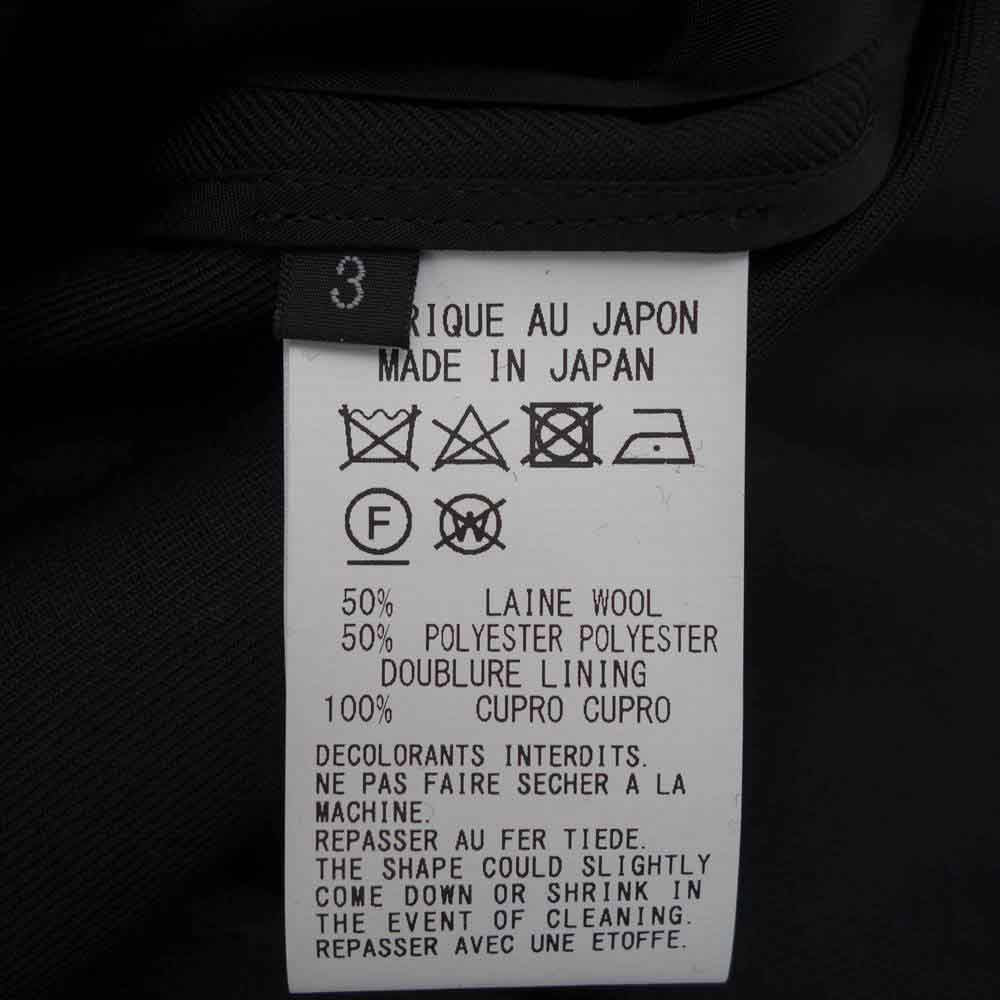 3
RIQUE AU JAPON
MADE IN JAPAN
F W
50% LAINE WOOL
50% POLYESTER POLYESTER
DOUBLURE LINING
100% CUPRO CUPRO
DECOLORANTS INTERDITS.
NE PAS FAIRE SECHER A LA
MACHINE.
REPASSER AU FER TIEDE.
THE SHAPE COULD SLIGHTLY
COME DOWN OR SHRINK IN
THE EVENT OF CLEANING.
REPASSER AVEC UNE ETOFFE.